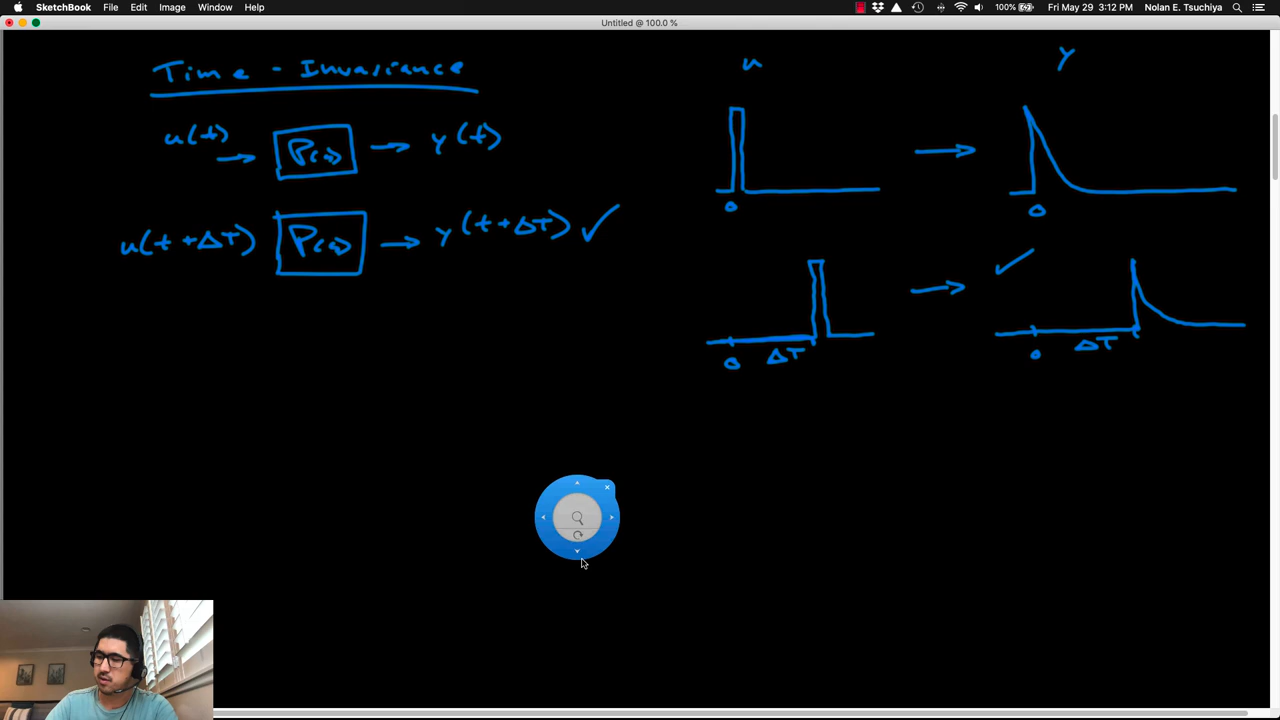 SketchBook File Edit Image Window Help 100% Fri May 29 3:12 PM Nolan E. Tsuchiya
Untitled @ 100.0 %
Time - Invariance
u(t) → P(s) → y(t)
u(t+ΔT) P(s) → y(t+ΔT) ✓
u y
0 → 0
0 ΔT → ✓ 0 ΔT